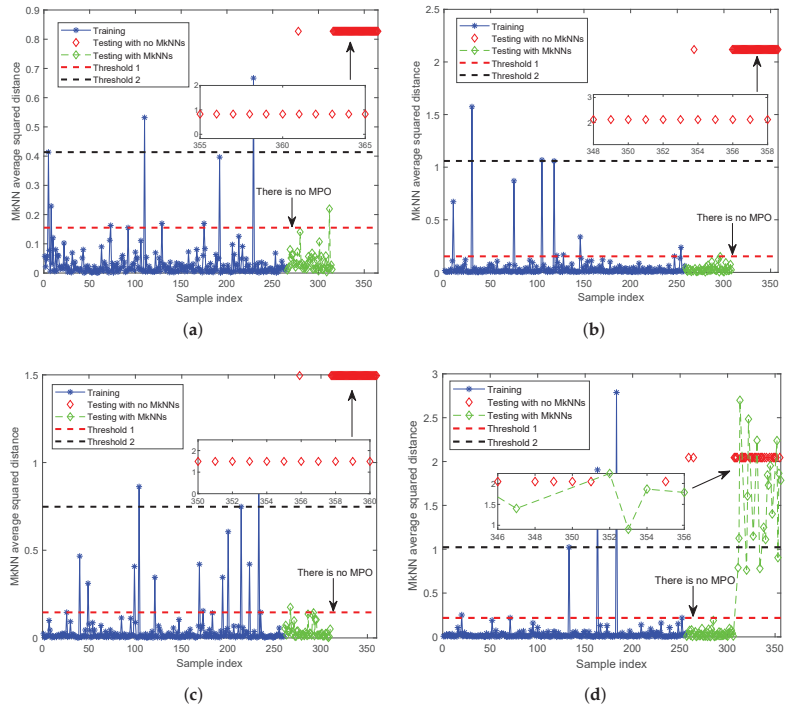 MkNN average squared distance
0.9
0.8
0.7
0.6
0.5
0.4
0.3
0.2
0.1
0
Training
Testing with no MkNNs
Testing with MkNNs
Threshold 1
Threshold 2
2
0
355 360 365
There is no MPO
0 50 100 150 200 250 300 350
Sample index
(a)
MkNN average squared distance
2.5
2
1.5
1
0.5
0
Training
Testing with no MkNNs
Testing with MkNNs
Threshold 1
Threshold 2
3
2
348 350 352 354 356 358
There is no MPO
0 50 100 150 200 250 300 350
Sample index
(b)
MkNN average squared distance
1.5
1
0.5
0
Training
Testing with no MkNNs
Testing with MkNNs
Threshold 1
Threshold 2
2
1
0
350 351 352 353 354 355 356 357 358 359 360
There is no MPO
0 50 100 150 200 250 300 350
Sample index
(c)
MkNN average squared distance
3
2.5
2
1.5
1
0.5
0
Training
Testing with no MkNNs
Testing with MkNNs
Threshold 1
Threshold 2
2
1.5
1
346 348 350 352 354 356
There is no MPO
0 50 100 150 200 250 300 350
Sample index
(d)